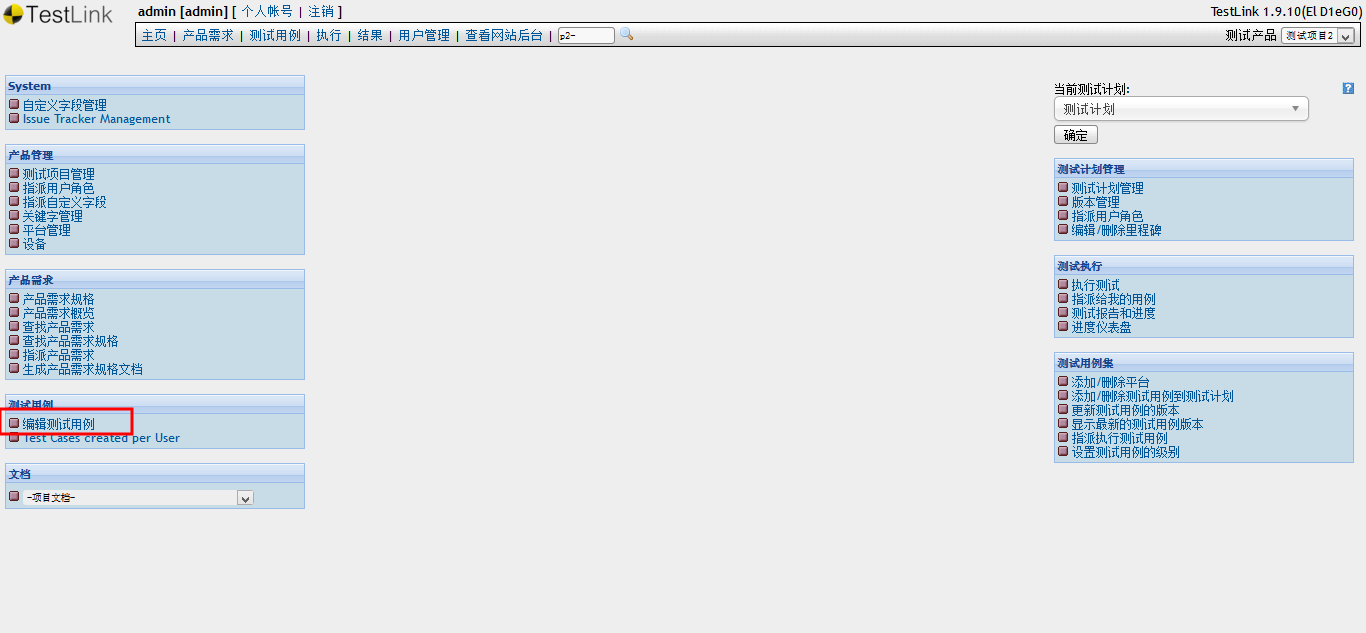 TestLink
admin [admin] [ 个人帐号 | 注销 ]
TestLink 1.9.10(El D1eG0)
主页 | 产品需求 | 测试用例 | 执行 | 结果 | 用户管理 | 查看网站后台 | p2-
测试产品 测试项目2
System
自定义字段管理
Issue Tracker Management
产品管理
测试项目管理
指派用户角色
指派自定义字段
关键字管理
平台管理
设备
产品需求
产品需求规格
产品需求概览
查找产品需求
查找产品需求规格
指派产品需求
生成产品需求规格文档
测试用例
编辑测试用例
Test Cases created per User
文档
-项目文档-
当前测试计划:
?
测试计划
确定
测试计划管理
测试计划管理
版本管理
指派用户角色
编辑/删除里程碑
测试执行
执行测试
指派给我的用例
测试报告和进度
进度仪表盘
测试用例集
添加/删除平台
添加/删除测试用例到测试计划
更新测试用例的版本
显示最新的测试用例版本
指派执行测试用例
设置测试用例的级别